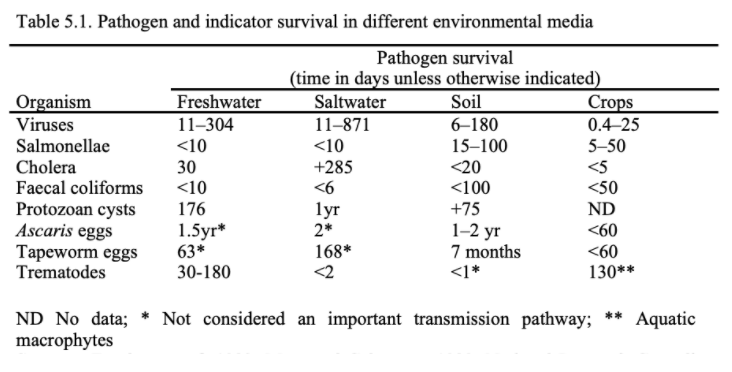 Table 5.1. Pathogen and indicator survival in different environmental media
Pathogen survival
(time in days unless otherwise indicated)
Organism Freshwater Saltwater Soil Crops
Viruses 11–304 11–871 6–180 0.4–25
Salmonellae <10 <10 15–100 5–50
Cholera 30 +285 <20 <5
Faecal coliforms <10 <6 <100 <50
Protozoan cysts 176 1yr +75 ND
Ascaris eggs 1.5yr* 2* 1–2 yr <60
Tapeworm eggs 63* 168* 7 months <60
Trematodes 30-180 <2 <1* 130**
ND No data; * Not considered an important transmission pathway; ** Aquatic
macrophytes